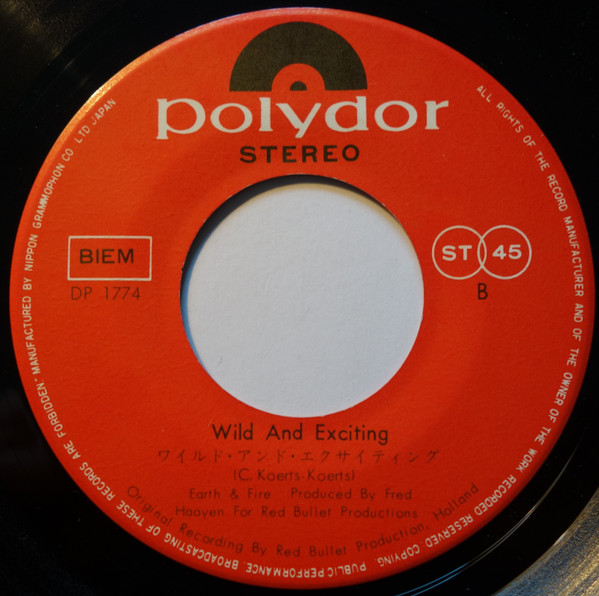 polydor
STEREO
BIEM
DP 1774
ST 45
B
Wild And Exciting
ワイルド・アンド・エクサイティング
(C. Koerts-Koerts)
Earth & Fire Produced By Fred
Haayen For Red Bullet Productions
Original Recording By Red Bullet Production, Holland
ALL RIGHTS OF THE RECORD MANUFACTURER AND OF THE OWNER OF THE WORK RECORDED RESERVED. COPYING, PUBLIC PERFORMANCE, BROADCASTING OF THESE RECORDS ARE FORBIDDEN · MANUFACTURED BY NIPPON GRAMMOPHON CO LTD JAPAN